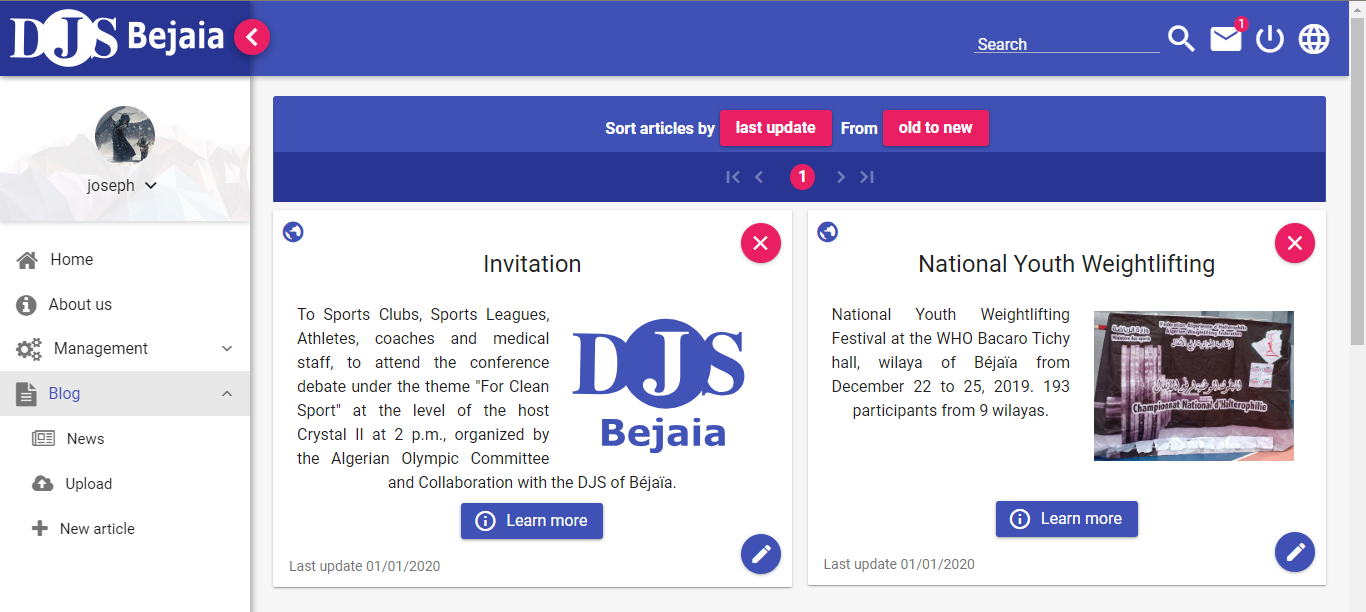 DJS Bejaia
Search
1
joseph
Home
About us
Management
Blog
News
Upload
New article
Sort articles by last update From old to new
1
Invitation
To Sports Clubs, Sports Leagues,
Athletes, coaches and medical
staff, to attend the conference
debate under the theme "For Clean
Sport" at the level of the host
Crystal II at 2 p.m., organized by
the Algerian Olympic Committee
and Collaboration with the DJS of Béjaïa.
DJS
Bejaia
Learn more
Last update 01/01/2020
National Youth Weightlifting
National Youth Weightlifting
Festival at the WHO Bacaro Tichy
hall, wilaya of Béjaïa from
December 22 to 25, 2019. 193
participants from 9 wilayas.
Championnat National d'Halterophilie
Learn more
Last update 01/01/2020